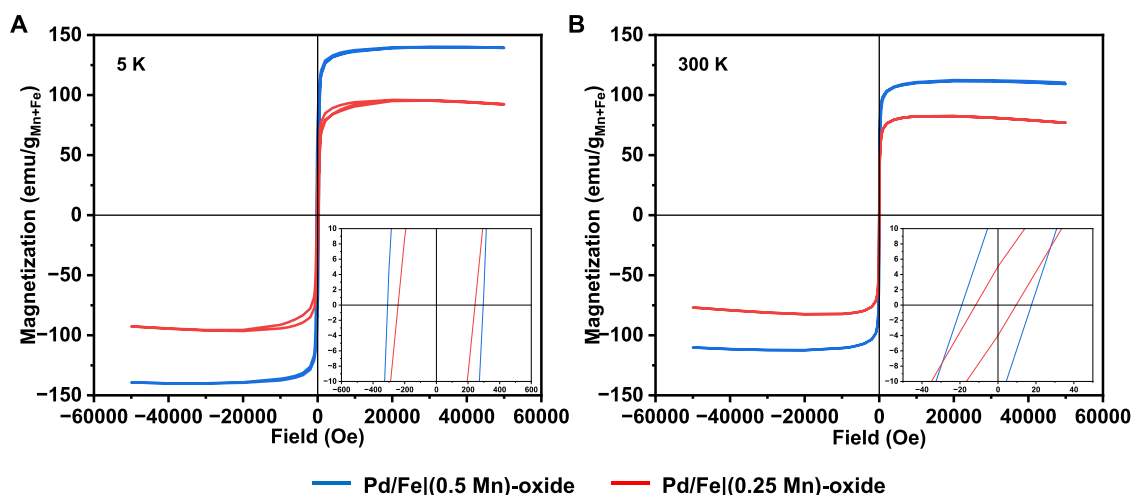 A
B
5 K
300 K
Magnetization (emu/gMn+Fe)
150
100
50
0
−50
−100
−150
−60000 −40000 −20000 0 20000 40000 60000
Field (Oe)
10
8
6
4
2
0
−2
−4
−6
−8
−10
−600 −400 −200 0 200 400 600
Magnetization (emu/gMn+Fe)
150
100
50
0
−50
−100
−150
−60000 −40000 −20000 0 20000 40000 60000
Field (Oe)
10
8
6
4
2
0
−2
−4
−6
−8
−10
−40 −20 0 20 40
Pd/Fe|(0.5 Mn)-oxide
Pd/Fe|(0.25 Mn)-oxide